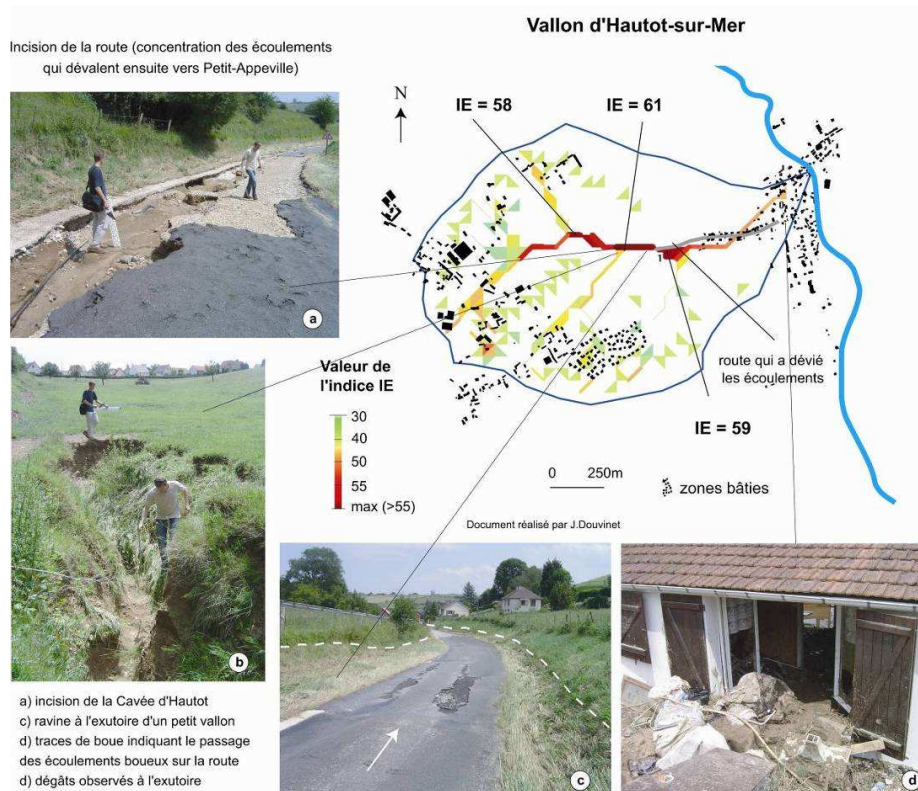 Vallon d'Hautot-sur-Mer
Incision de la route (concentration des écoulements
qui dévalent ensuite vers Petit-Appeville)
N
IE = 58
IE = 61
a
Valeur de
l'indice IE
30
40
50
55
max (>55)
1
route qui a dévié
les écoulements
IE = 59
0 250m
zones bâties
Document réalisé par J.Douvinet
b
c
d
a) incision de la Cavée d'Hautot
c) ravine à l'exutoire d'un petit vallon
d) traces de boue indiquant le passage
des écoulements boueux sur la route
d) dégâts observés à l'exutoire